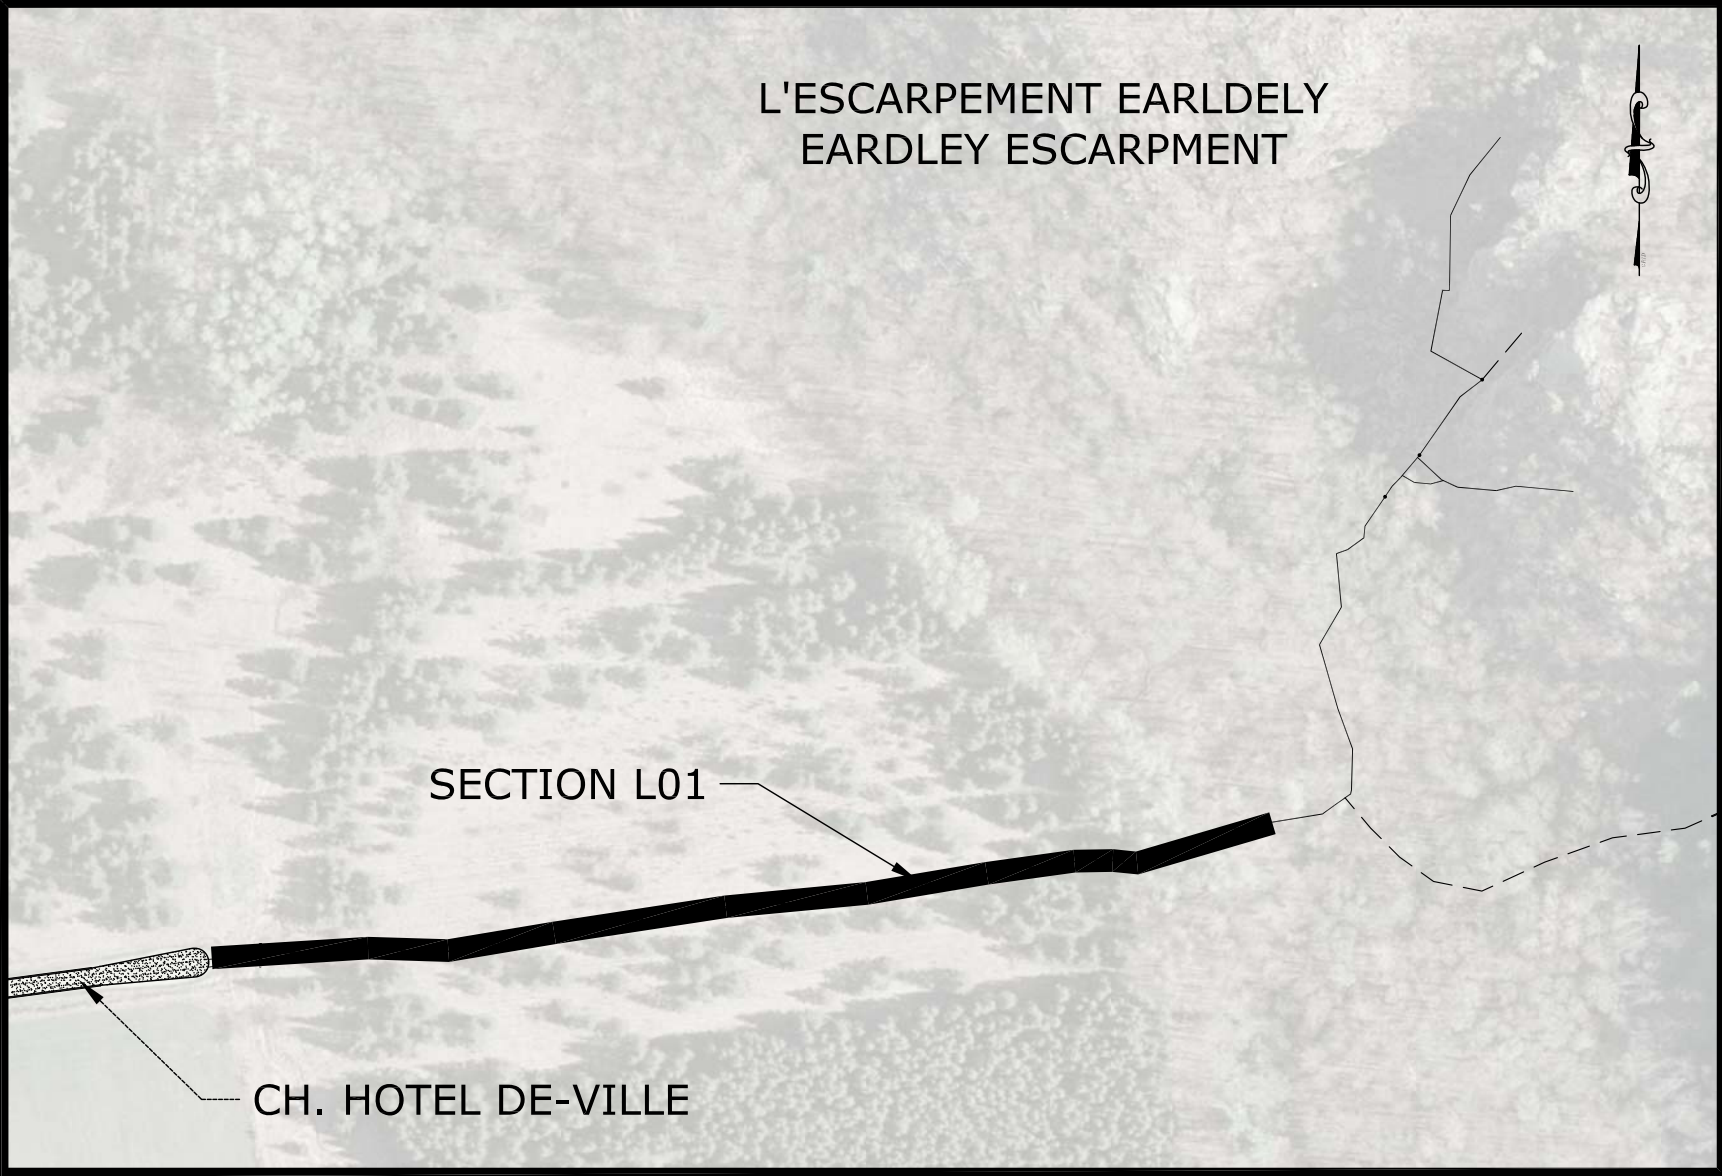 L'ESCARPEMENT EARLDELY
EARDLEY ESCARPMENT
SECTION L01
CH. HOTEL DE-VILLE